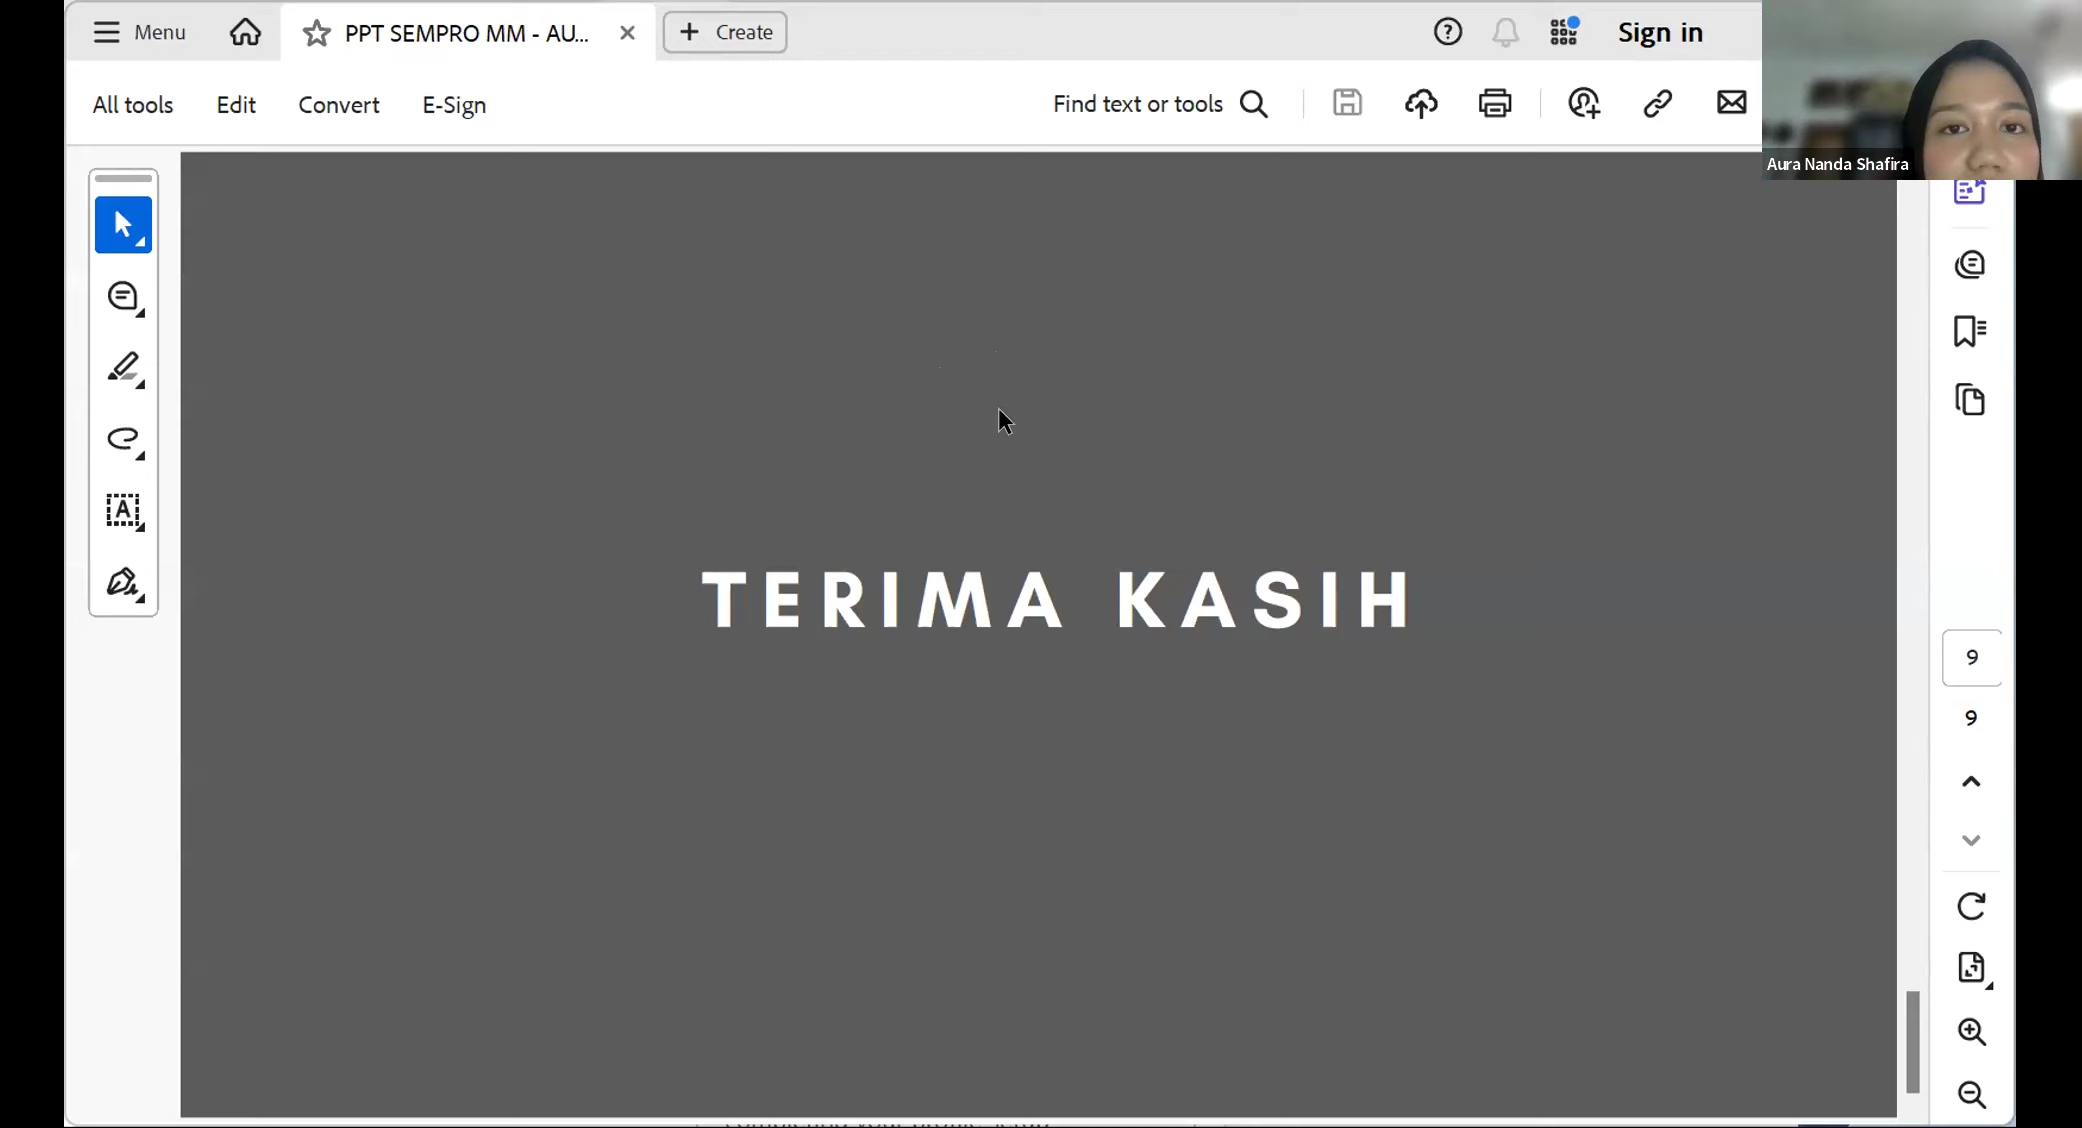 Menu
PPT SEMPRO MM - AU...
Create
Sign in
All tools
Edit
Convert
E-Sign
Find text or tools
Aura Nanda Shafira
A
TERIMA KASIH
9
9